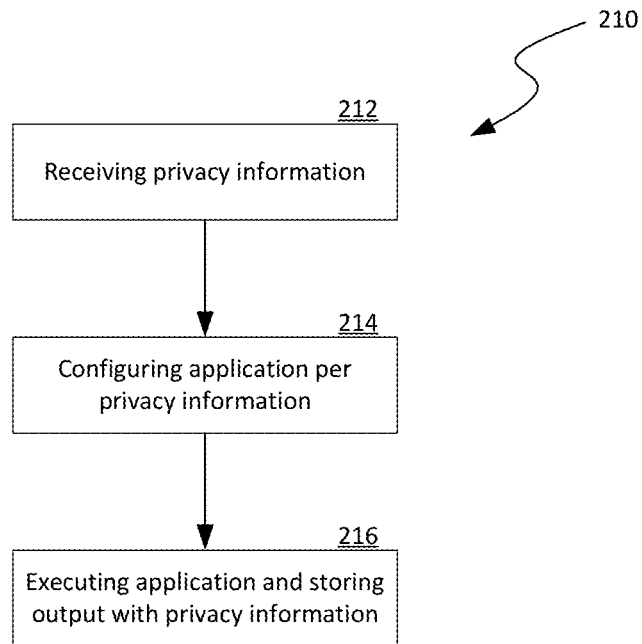 210
212
Receiving privacy information
214
Configuring application per
privacy information
216
Executing application and storing
output with privacy information